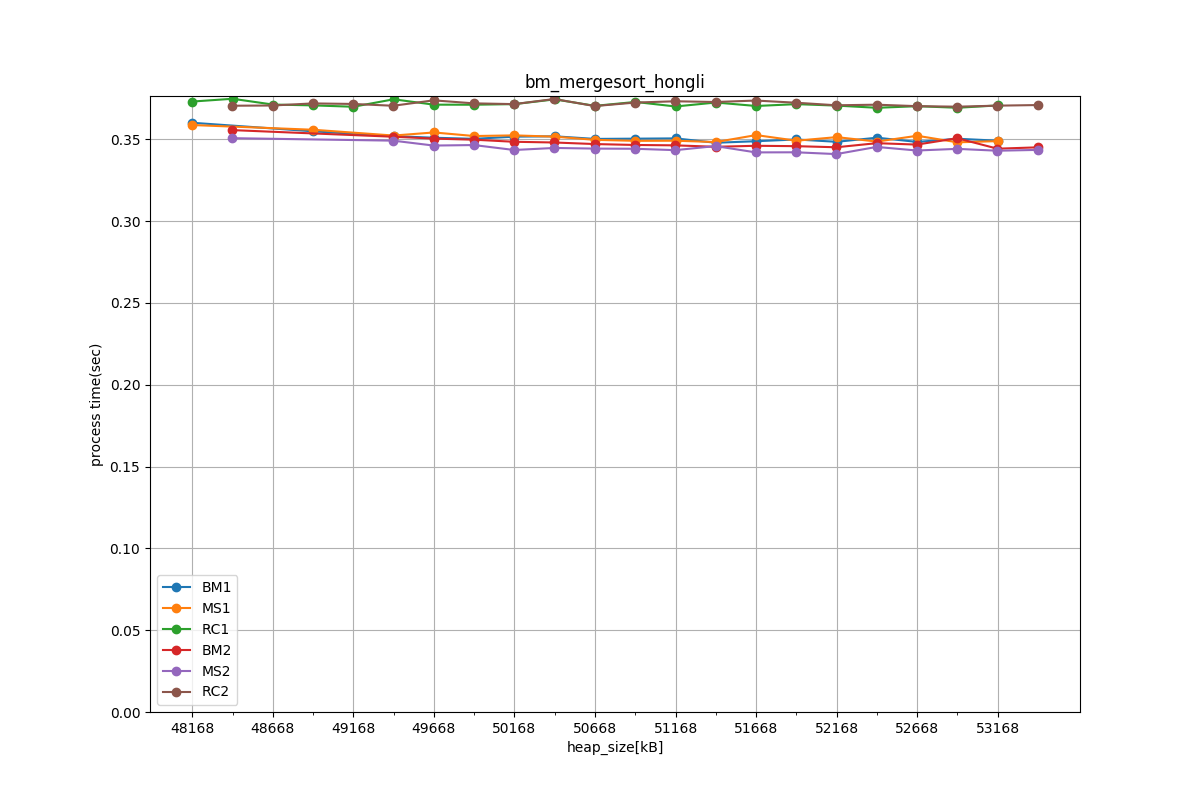 bm_mergesort_hongli
process time(sec)
0.35
0.30
0.25
0.20
0.15
0.10
0.05
0.00
BM1
MS1
RC1
BM2
MS2
RC2
48168 48668 49168 49668 50168 50668 51168 51668 52168 52668 53168
heap_size[kB]